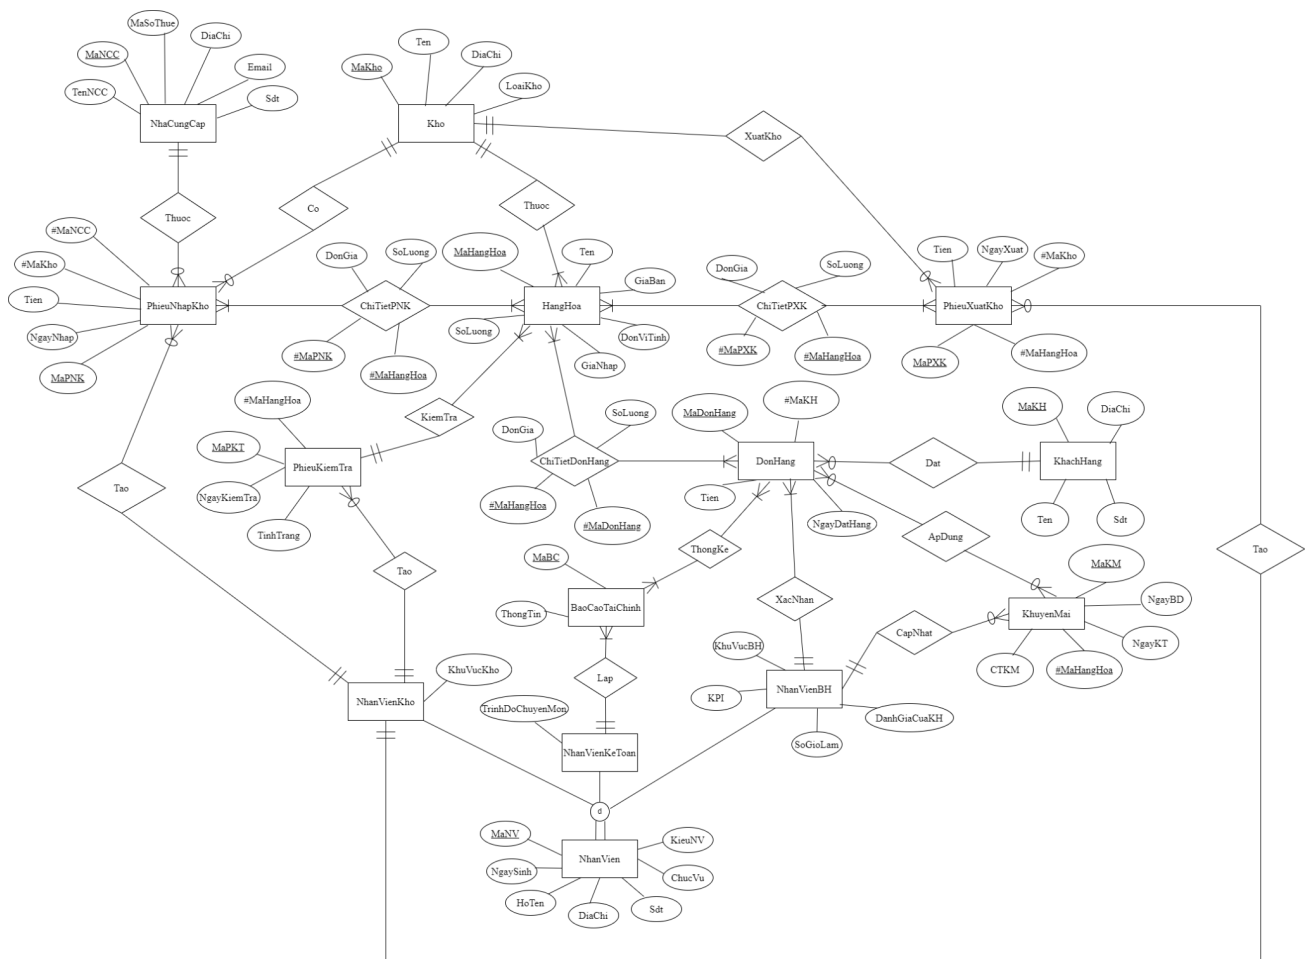 MaSoThue
DiaChi
MaNCC
Email
TenNCC
Sdt
NhaCungCap
Ten
DiaChi
MaKho
LoaiKho
Kho
XuatKho
Thuoc
Co
Thuoc
#MaNCC
#MaKho
Tien
NgayNhap
MaPNK
PhieuNhapKho
DonGia
SoLuong
ChiTietPNK
#MaPNK
#MaHangHoa
MaHangHoa
Ten
GiaBan
HangHoa
SoLuong
DonViTinh
GiaNhap
DonGia
SoLuong
ChiTietPXK
#MaPXK
#MaHangHoa
Tien
NgayXuat
#MaKho
PhieuXuatKho
MaPXK
#MaHangHoa
#MaHangHoa
MaPKT
PhieuKiemTra
NgayKiemTra
TinhTrang
KiemTra
DonGia
SoLuong
ChiTietDonHang
#MaHangHoa
#MaDonHang
MaDonHang
#MaKH
DonHang
Tien
NgayDatHang
Dat
MaKH
DiaChi
KhachHang
Ten
Sdt
Tao
Tao
Tao
ThongKe
ApDung
MaBC
ThongTin
BaoCaoTaiChinh
XacNhan
CapNhat
MaKM
NgayBD
KhuyenMai
NgayKT
CTKM
#MaHangHoa
KhuVucKho
NhanVienKho
Lap
TrinhDoChuyenMon
NhanVienKeToan
KhuVucBH
KPI
NhanVienBH
DanhGiaCuaKH
SoGioLam
d
MaNV
KieuNV
NhanVien
NgaySinh
ChucVu
HoTen
DiaChi
Sdt